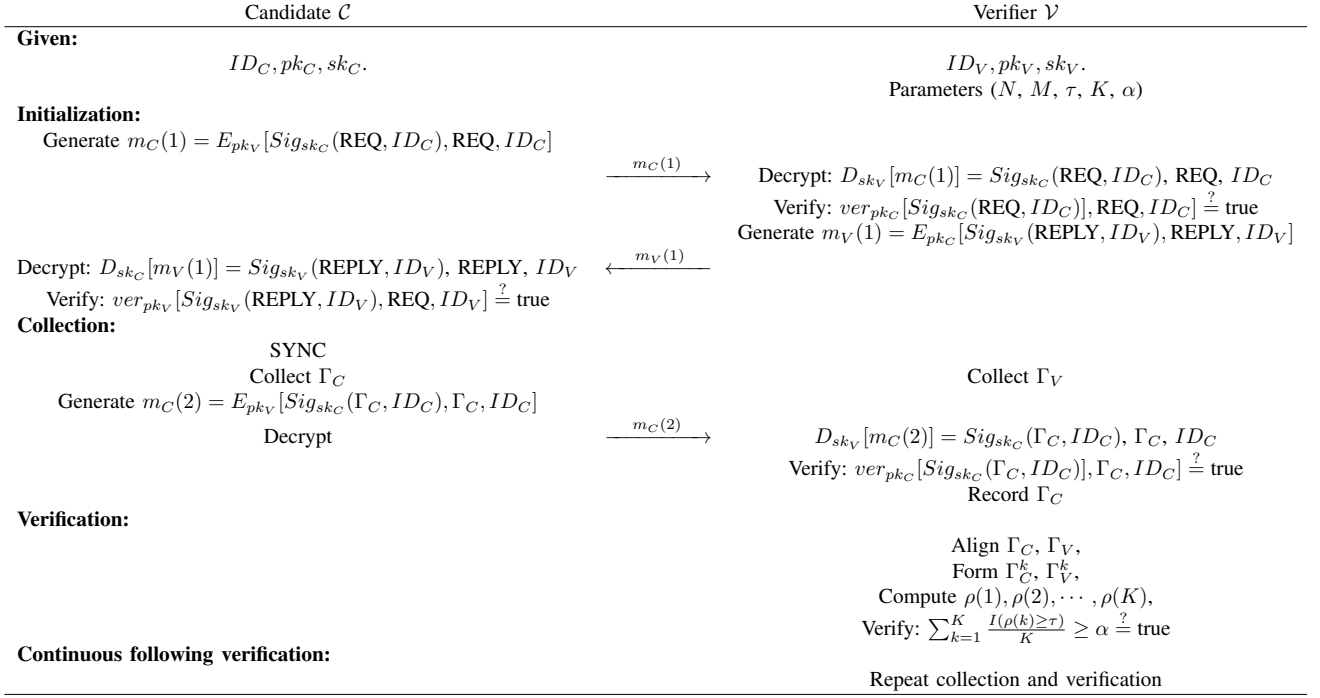 Candidate 𝒞 Verifier 𝒱
Given:
ID_C, pk_C, sk_C. ID_V, pk_V, sk_V.
Parameters (N, M, τ, K, α)
Initialization:
Generate m_C(1) = E_{pk_V}[Sig_{sk_C}(REQ, ID_C), REQ, ID_C]
m_C(1) ⟶ Decrypt: D_{sk_V}[m_C(1)] = Sig_{sk_C}(REQ, ID_C), REQ, ID_C
Verify: ver_{pk_C}[Sig_{sk_C}(REQ, ID_C)], REQ, ID_C] ≟ true
Generate m_V(1) = E_{pk_C}[Sig_{sk_V}(REPLY, ID_V), REPLY, ID_V]
Decrypt: D_{sk_C}[m_V(1)] = Sig_{sk_V}(REPLY, ID_V), REPLY, ID_V ⟵ m_V(1)
Verify: ver_{pk_V}[Sig_{sk_V}(REPLY, ID_V), REQ, ID_V] ≟ true
Collection:
SYNC
Collect Γ_C Collect Γ_V
Generate m_C(2) = E_{pk_V}[Sig_{sk_C}(Γ_C, ID_C), Γ_C, ID_C]
Decrypt m_C(2) ⟶ D_{sk_V}[m_C(2)] = Sig_{sk_C}(Γ_C, ID_C), Γ_C, ID_C
Verify: ver_{pk_C}[Sig_{sk_C}(Γ_C, ID_C)], Γ_C, ID_C] ≟ true
Record Γ_C
Verification:
Align Γ_C, Γ_V,
Form Γ_C^k, Γ_V^k,
Compute ρ(1), ρ(2), ⋯ , ρ(K),
Verify: ∑_{k=1}^{K} I(ρ(k)≥τ)/K ≥ α ≟ true
Continuous following verification:
Repeat collection and verification